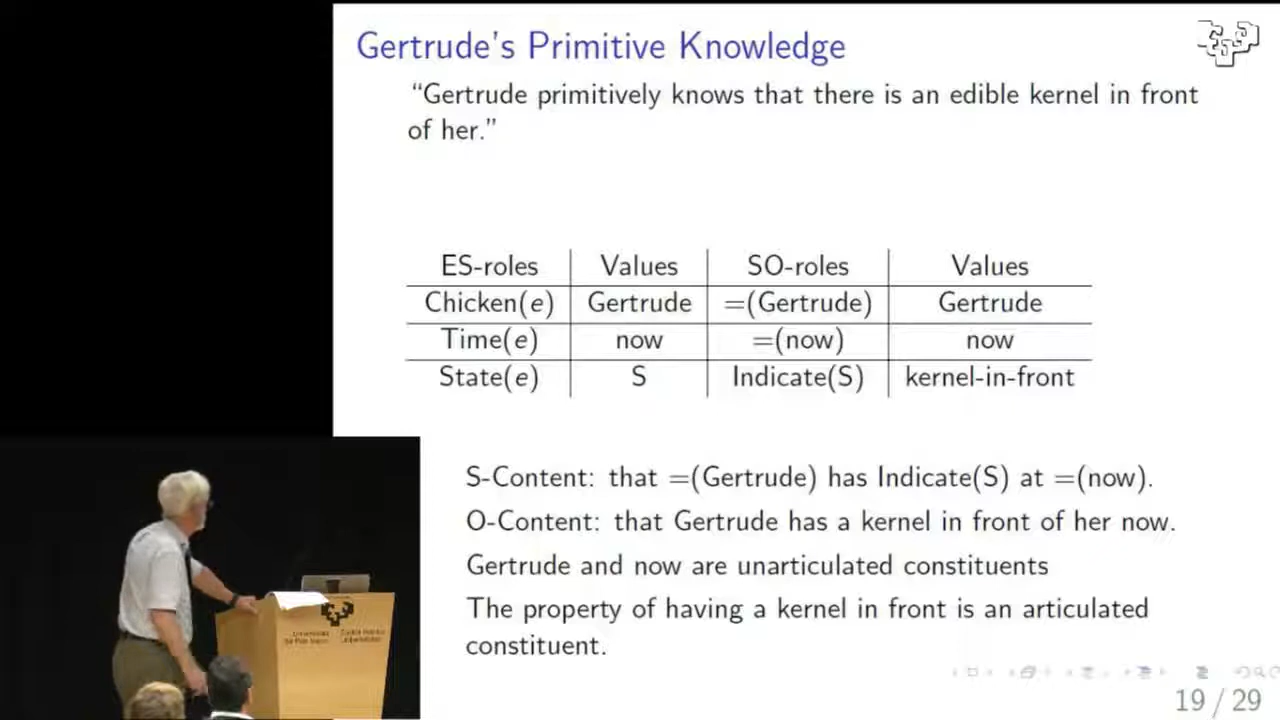 Gertrude's Primitive Knowledge
“Gertrude primitively knows that there is an edible kernel in front
of her.”
ES-roles Values SO-roles Values
Chicken(e) Gertrude =(Gertrude) Gertrude
Time(e) now =(now) now
State(e) S Indicate(S) kernel-in-front
S-Content: that =(Gertrude) has Indicate(S) at =(now).
O-Content: that Gertrude has a kernel in front of her now.
Gertrude and now are unarticulated constituents
The property of having a kernel in front is an articulated
constituent.
19 / 29